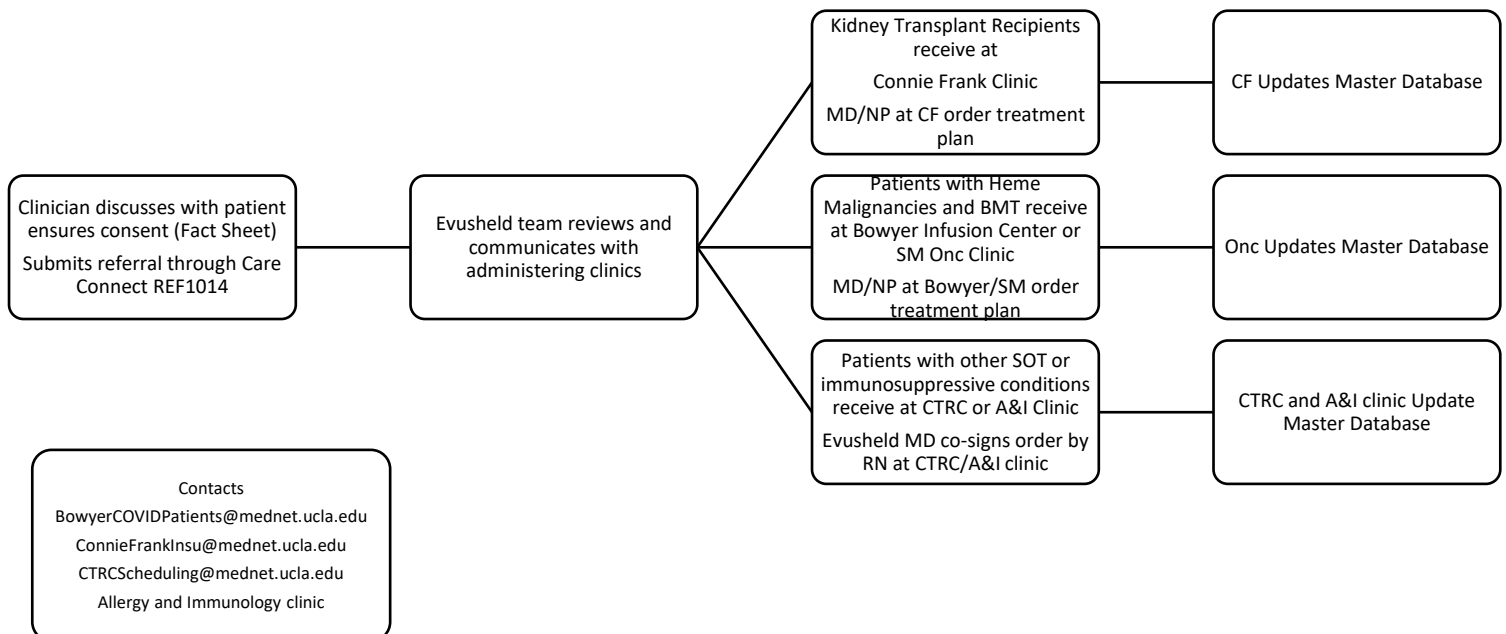 Clinician discusses with patient
ensures consent (Fact Sheet)
Submits referral through Care
Connect REF1014
Evusheld team reviews and
communicates with
administering clinics
Kidney Transplant Recipients
receive at
Connie Frank Clinic
MD/NP at CF order treatment
plan
CF Updates Master Database
Patients with Heme
Malignancies and BMT receive
at Bowyer Infusion Center or
SM Onc Clinic
MD/NP at Bowyer/SM order
treatment plan
Onc Updates Master Database
Patients with other SOT or
immunosuppressive conditions
receive at CTRC or A&I Clinic
Evusheld MD co-signs order by
RN at CTRC/A&I clinic
CTRC and A&I clinic Update
Master Database
Contacts
BowyerCOVIDPatients@mednet.ucla.edu
ConnieFrankInsu@mednet.ucla.edu
CTRCScheduling@mednet.ucla.edu
Allergy and Immunology clinic